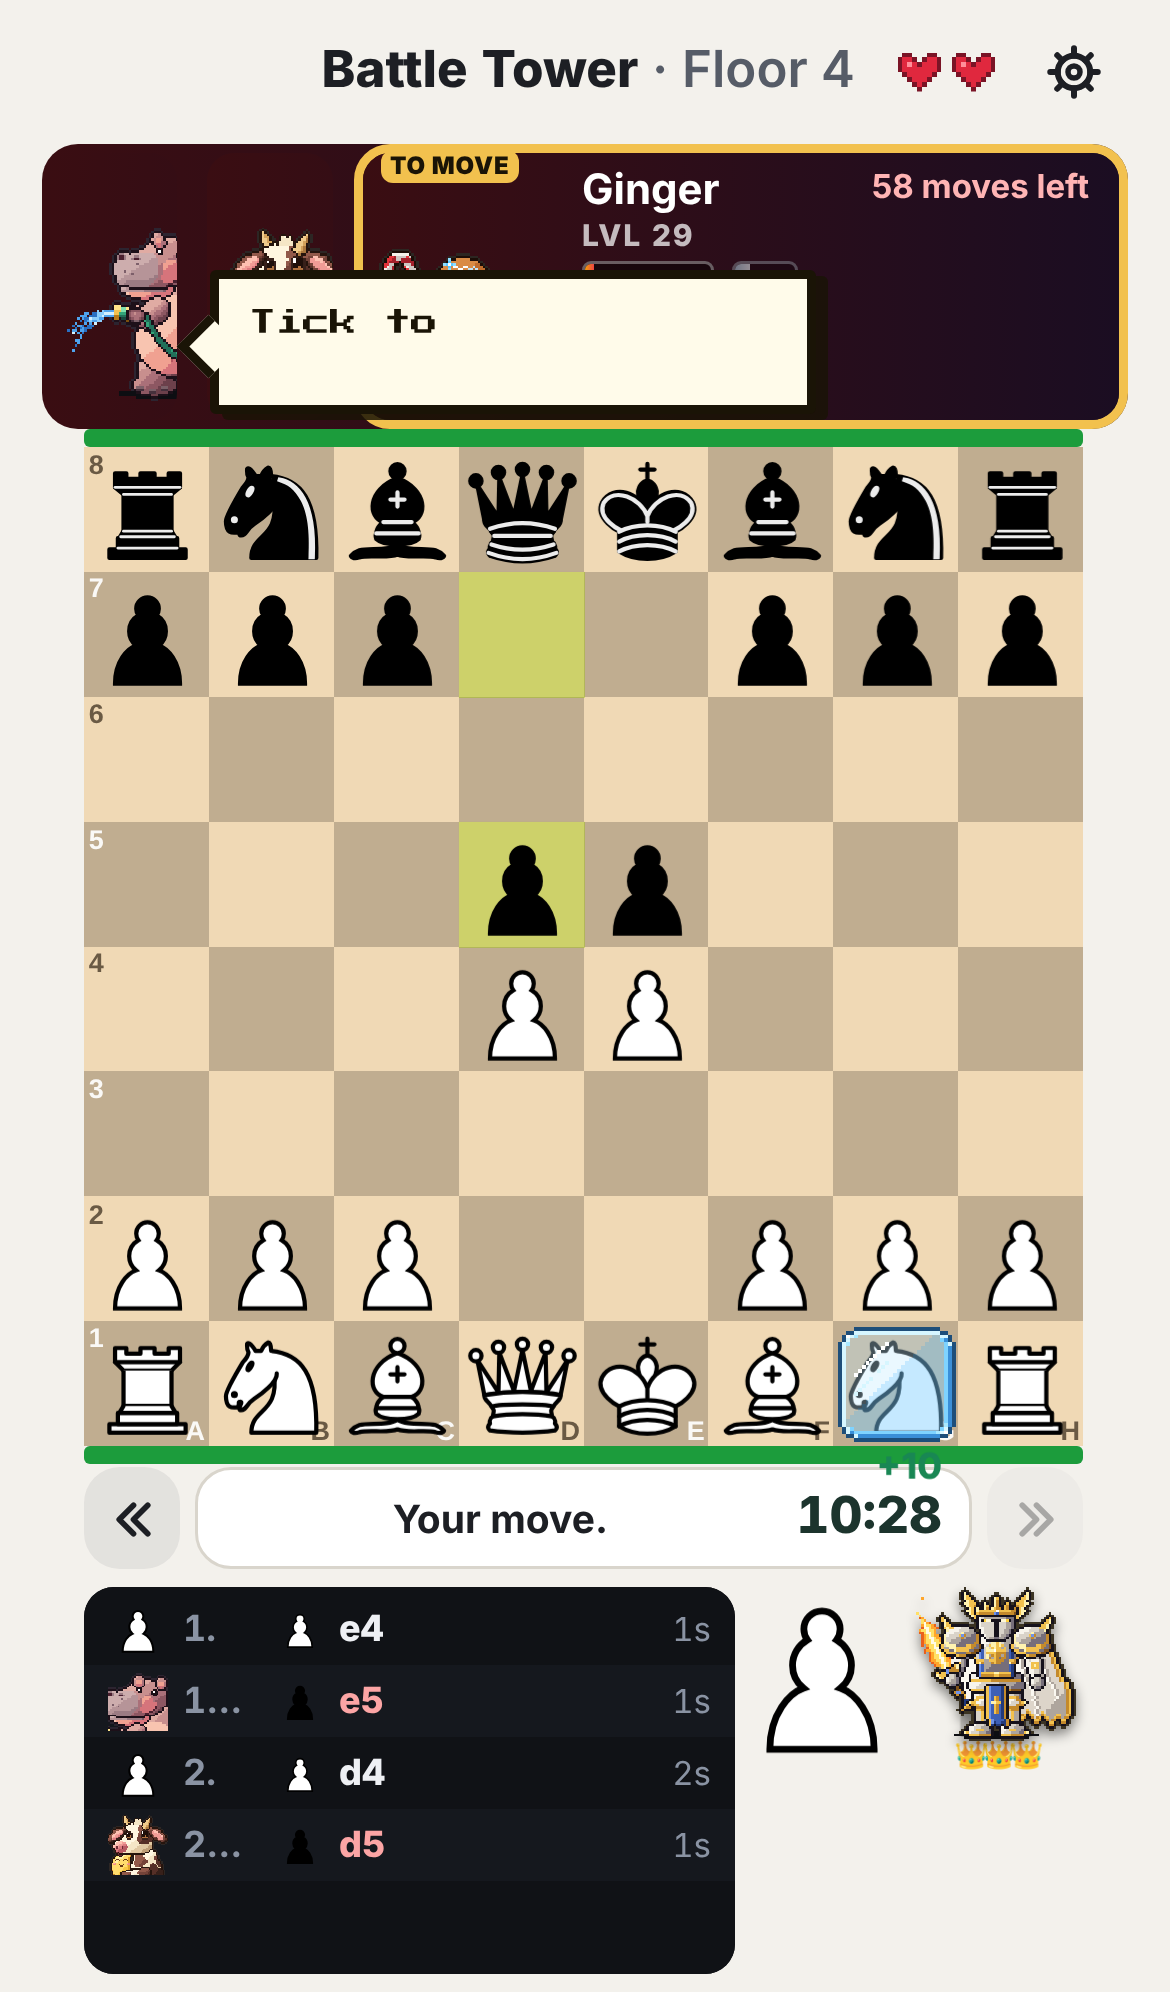 Battle Tower · Floor 4
TO MOVE
Ginger
58 moves left
LVL 29
Tick to
8
7
6
5
4
3
2
1
A B C D E F H
+10
Your move. 10:28
1. e4 1s
1... e5 1s
2. d4 2s
2... d5 1s